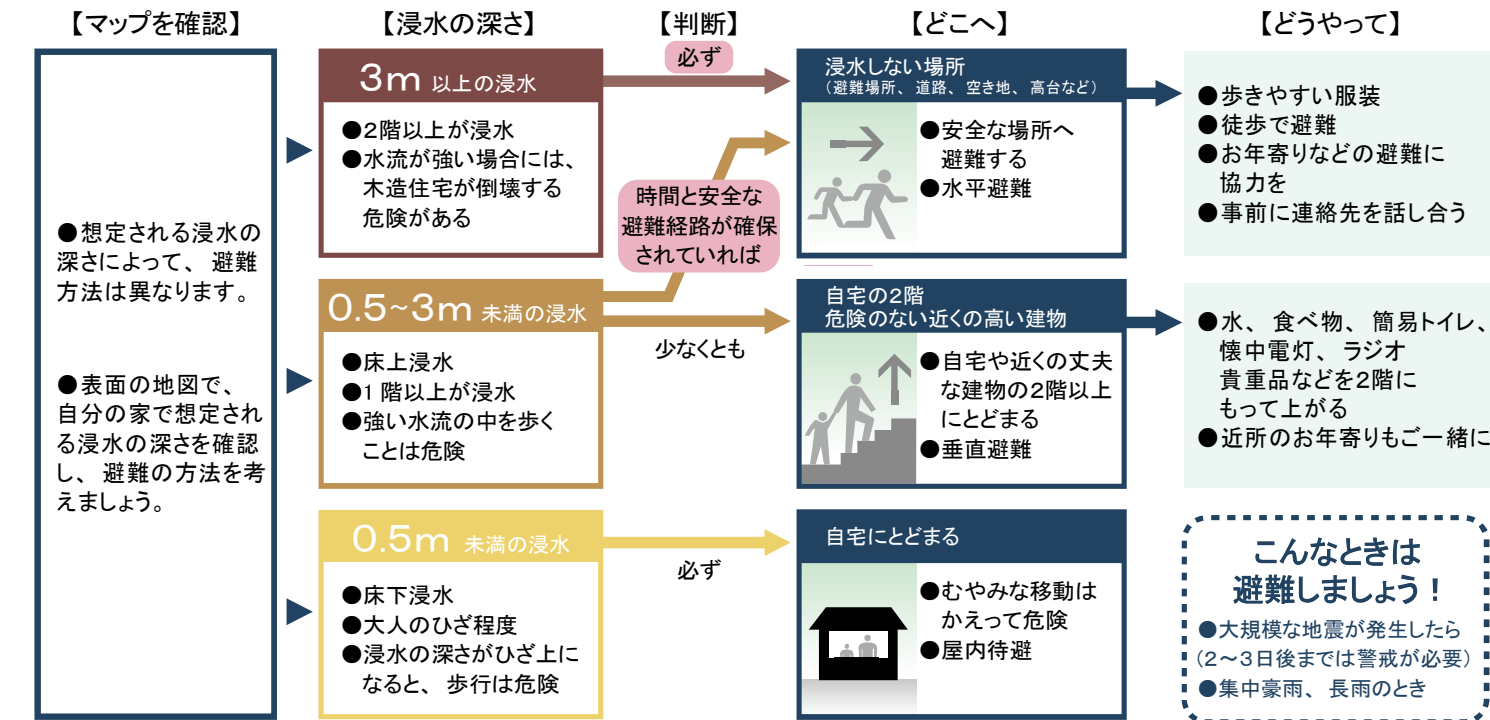 【マップを確認】
●想定される浸水の
深さによって、避難
方法は異なります。
●表面の地図で、
自分の家で想定され
る浸水の深さを確認
し、避難の方法を考
えましょう。
【浸水の深さ】
3m 以上の浸水
●2階以上が浸水
●水流が強い場合には、
木造住宅が倒壊する
危険がある
0.5~3m 未満の浸水
●床上浸水
●1階以上が浸水
●強い水流の中を歩く
ことは危険
0.5m 未満の浸水
●床下浸水
●大人のひざ程度
●浸水の深さがひざ上に
なると、歩行は危険
【判断】
必ず
時間と安全な
避難経路が確保
されていれば
少なくとも
必ず
【どこへ】
浸水しない場所
(避難場所、道路、空き地、高台など)
●安全な場所へ
避難する
●水平避難
自宅の2階
危険のない近くの高い建物
●自宅や近くの丈夫
な建物の2階以上
にとどまる
●垂直避難
自宅にとどまる
●むやみな移動は
かえって危険
●屋内待避
【どうやって】
●歩きやすい服装
●徒歩で避難
●お年寄りなどの避難に
協力を
●事前に連絡先を話し合う
●水、食べ物、簡易トイレ、
懐中電灯、ラジオ
貴重品などを2階に
もって上がる
●近所のお年寄りもご一緒に
こんなときは
避難しましょう！
●大規模な地震が発生したら
(2～3日後までは警戒が必要)
●集中豪雨、長雨のとき